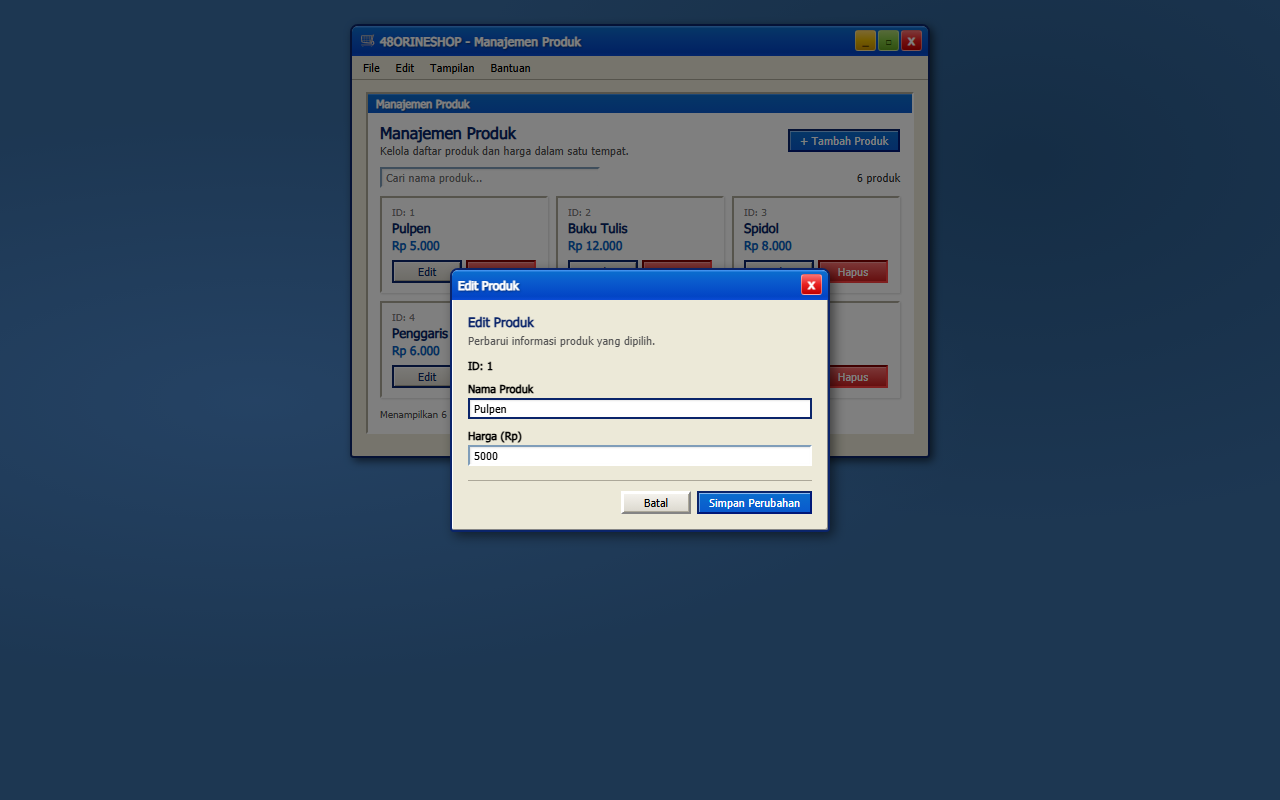 48ORINESHOP - Manajemen Produk
File Edit Tampilan Bantuan
Manajemen Produk
Manajemen Produk
Kelola daftar produk dan harga dalam satu tempat.
+ Tambah Produk
Cari nama produk...
6 produk
ID: 1
Pulpen
Rp 5.000
Edit
ID: 2
Buku Tulis
Rp 12.000
ID: 3
Spidol
Rp 8.000
Hapus
ID: 4
Penggaris
Rp 6.000
Edit
Hapus
Menampilkan 6
Edit Produk
Edit Produk
Perbarui informasi produk yang dipilih.
ID: 1
Nama Produk
Pulpen
Harga (Rp)
5000
Batal
Simpan Perubahan